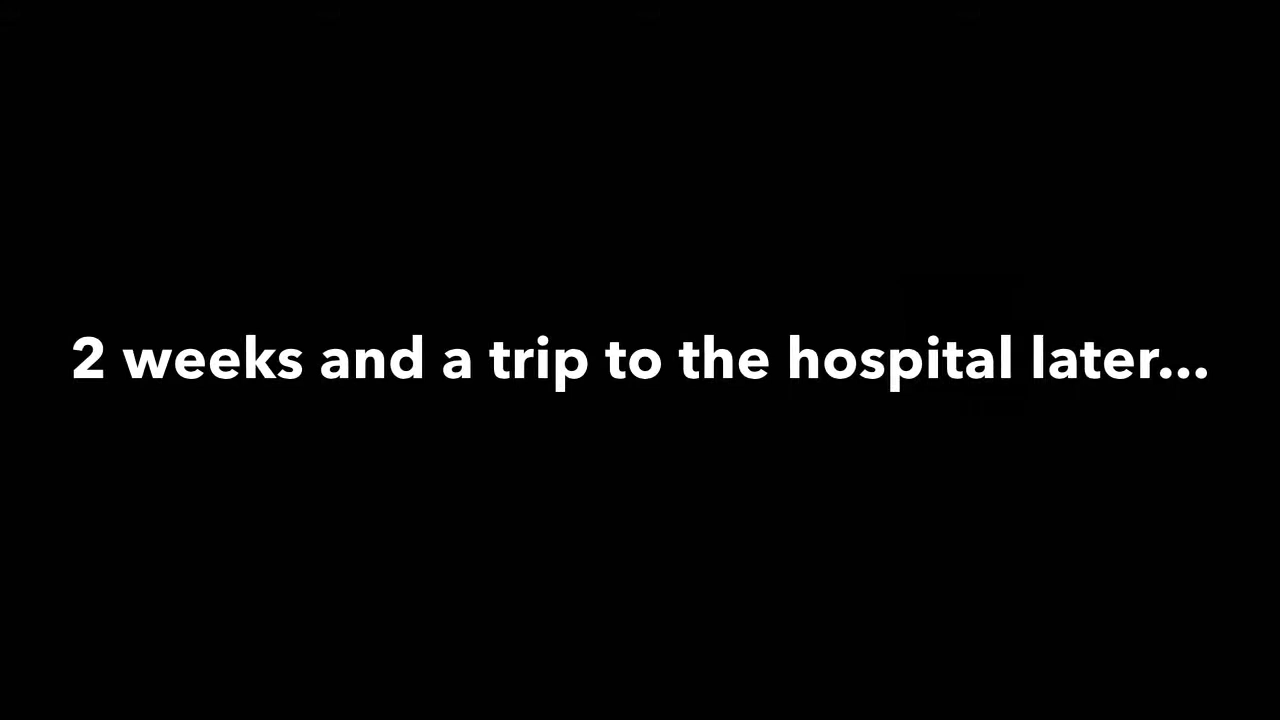 2 weeks and a trip to the hospital later...